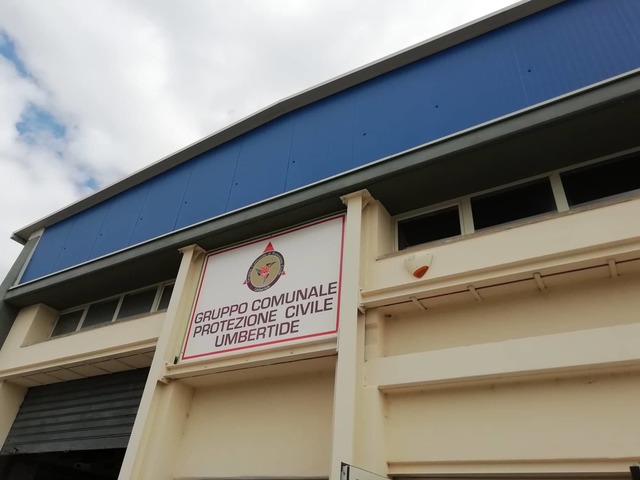 GRUPPO COMUNALE
PROTEZIONE CIVILE
UMBERTIDE